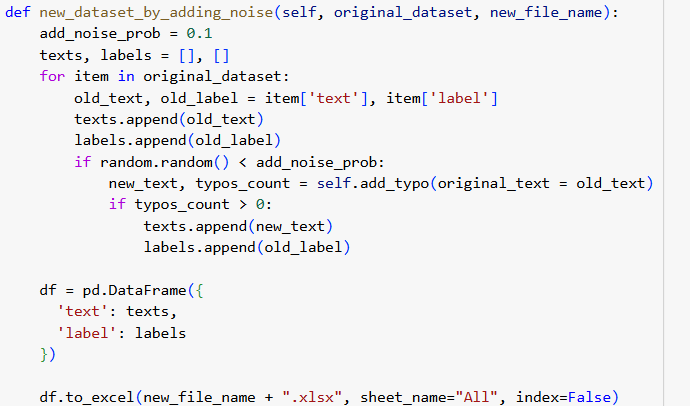 def new_dataset_by_adding_noise(self, original_dataset, new_file_name):
    add_noise_prob = 0.1
    texts, labels = [], []
    for item in original_dataset:
        old_text, old_label = item['text'], item['label']
        texts.append(old_text)
        labels.append(old_label)
        if random.random() < add_noise_prob:
            new_text, typos_count = self.add_typo(original_text = old_text)
            if typos_count > 0:
                texts.append(new_text)
                labels.append(old_label)

    df = pd.DataFrame({
      'text': texts,
      'label': labels
    })

    df.to_excel(new_file_name + ".xlsx", sheet_name="All", index=False)